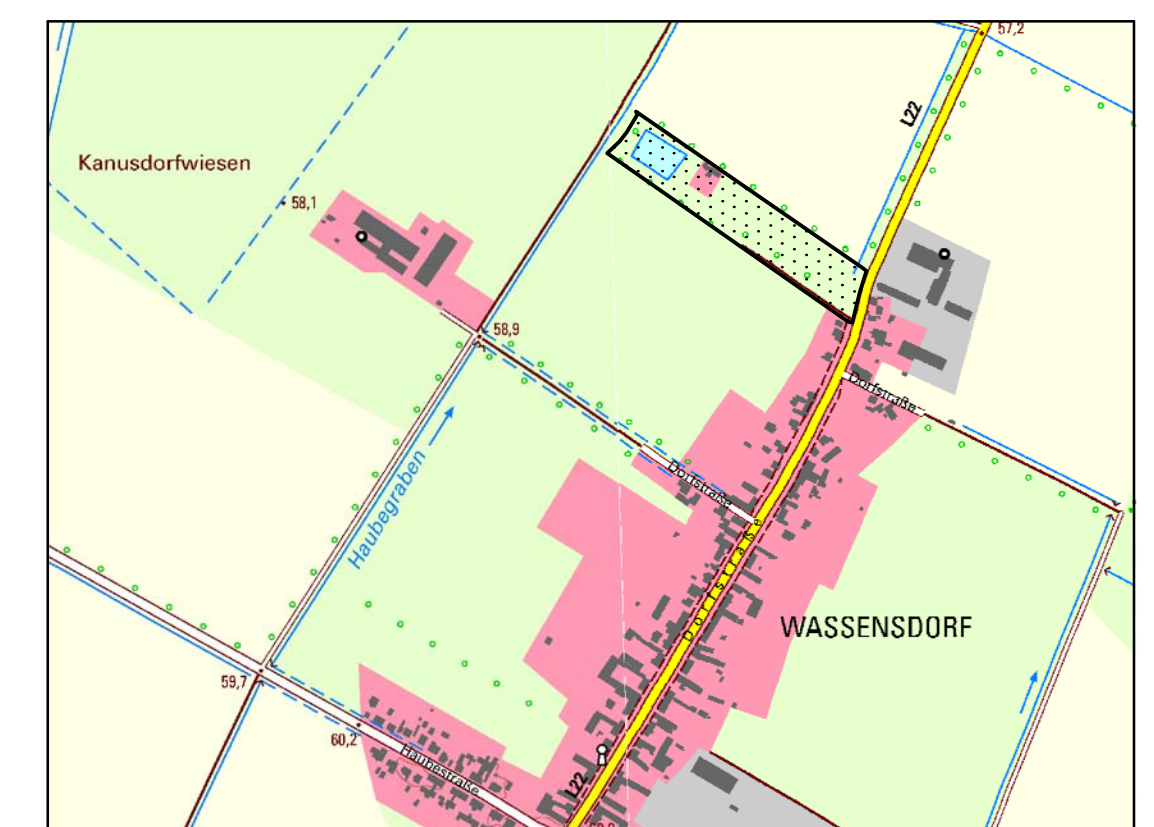 57,2
L22
Kanusdorfwiesen
58,1
58,9
Dorfstraße
Dorfstraße
Haubegraben
Dorfstraße
WASSENSDORF
59,7
60,2
Haubestraße
L22